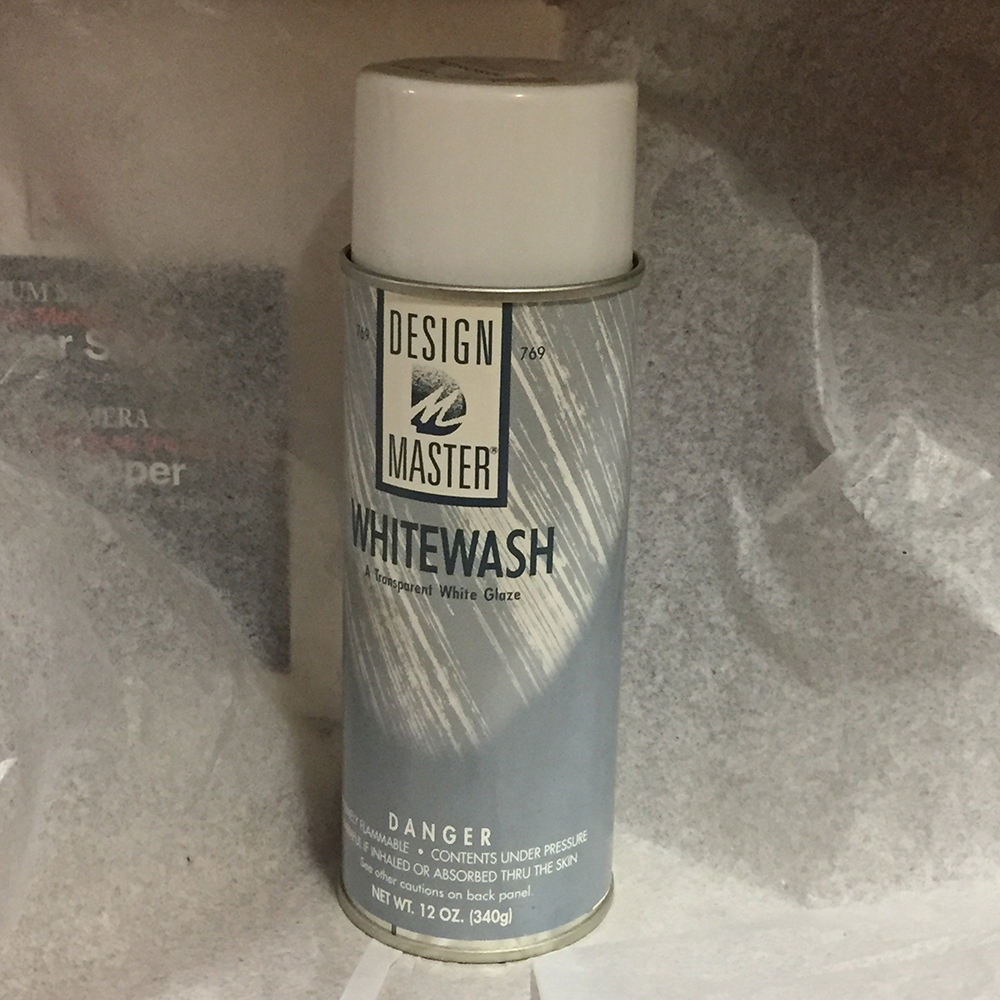 769
DESIGN
769
MASTER®
WHITEWASH
A Transparent White Glaze
DANGER
FLAMMABLE • CONTENTS UNDER PRESSURE
IF INHALED OR ABSORBED THRU THE SKIN
See other cautions on back panel.
NET WT. 12 OZ. (340g)